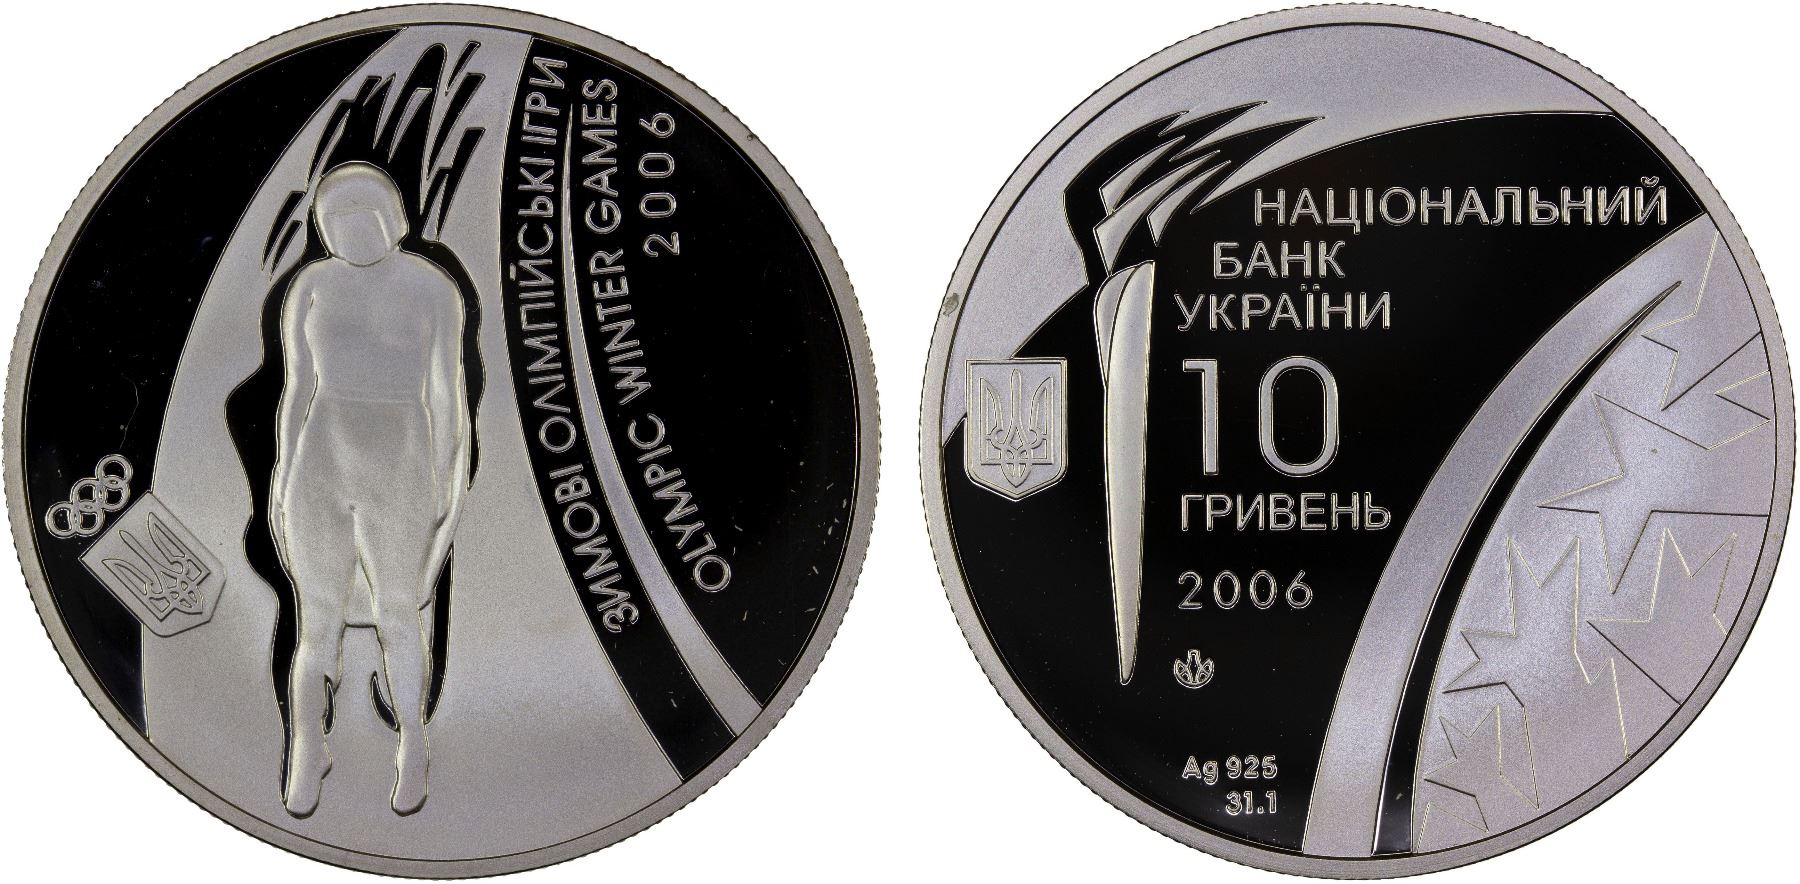 ЗИМОВІ ОЛІМПІЙСЬКІ ІГРИ
OLYMPIC WINTER GAMES
2006
НАЦІОНАЛЬНИЙ
БАНК
УКРАЇНИ
10
ГРИВЕНЬ
2006
Ag 925
31.1